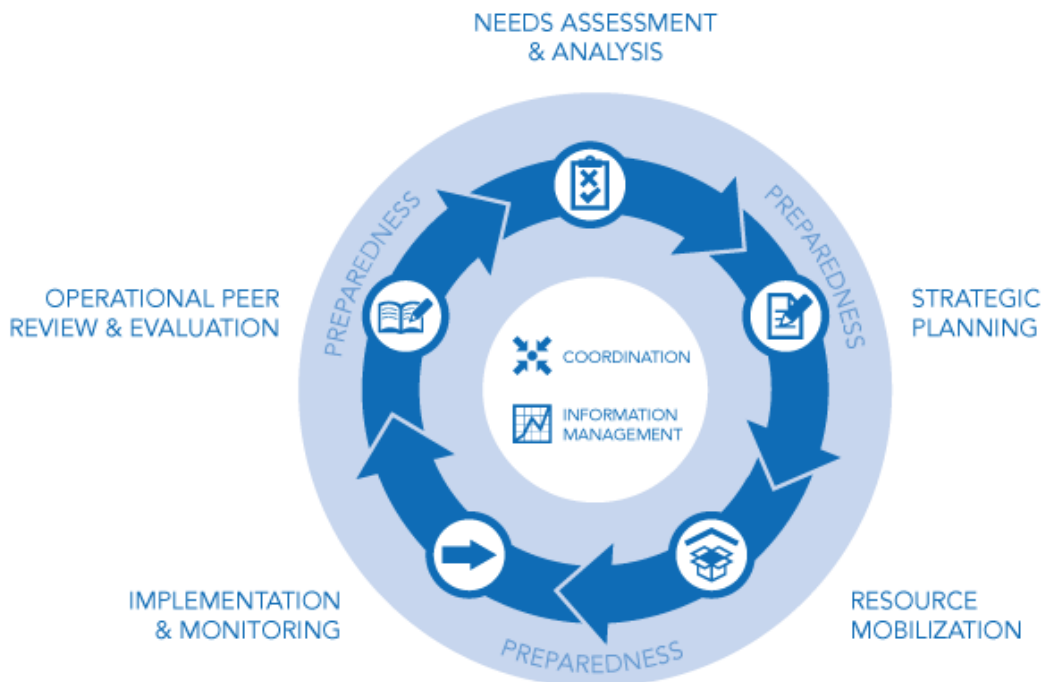 NEEDS ASSESSMENT
& ANALYSIS
PREPAREDNESS
PREPAREDNESS
OPERATIONAL PEER
REVIEW & EVALUATION
STRATEGIC
PLANNING
COORDINATION
INFORMATION
MANAGEMENT
IMPLEMENTATION
& MONITORING
RESOURCE
MOBILIZATION
PREPAREDNESS